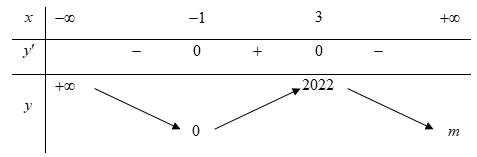 x −∞ −1 3 +∞
y′ − 0 + 0 −
+∞ 2022
y
0 m